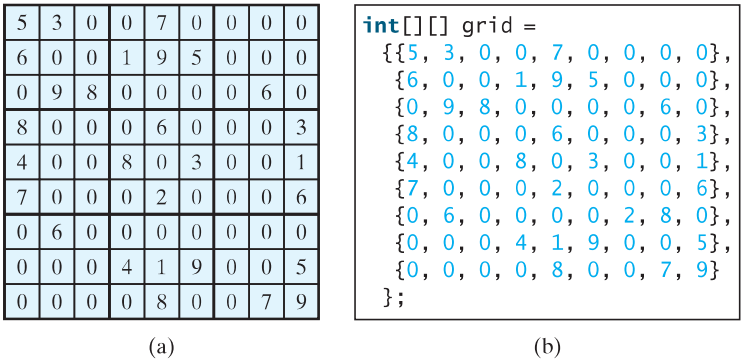 5 3 0 0 7 0 0 0 0
6 0 0 1 9 5 0 0 0
0 9 8 0 0 0 0 6 0
8 0 0 0 6 0 0 0 3
4 0 0 8 0 3 0 0 1
7 0 0 0 2 0 0 0 6
0 6 0 0 0 0 0 0 0
0 0 0 4 1 9 0 0 5
0 0 0 0 8 0 0 7 9
(a)
int[][] grid =
{{5, 3, 0, 0, 7, 0, 0, 0, 0},
{6, 0, 0, 1, 9, 5, 0, 0, 0},
{0, 9, 8, 0, 0, 0, 0, 6, 0},
{8, 0, 0, 0, 6, 0, 0, 0, 3},
{4, 0, 0, 8, 0, 3, 0, 0, 1},
{7, 0, 0, 0, 2, 0, 0, 0, 6},
{0, 6, 0, 0, 0, 0, 2, 8, 0},
{0, 0, 0, 4, 1, 9, 0, 0, 5},
{0, 0, 0, 0, 8, 0, 0, 7, 9}
};
(b)